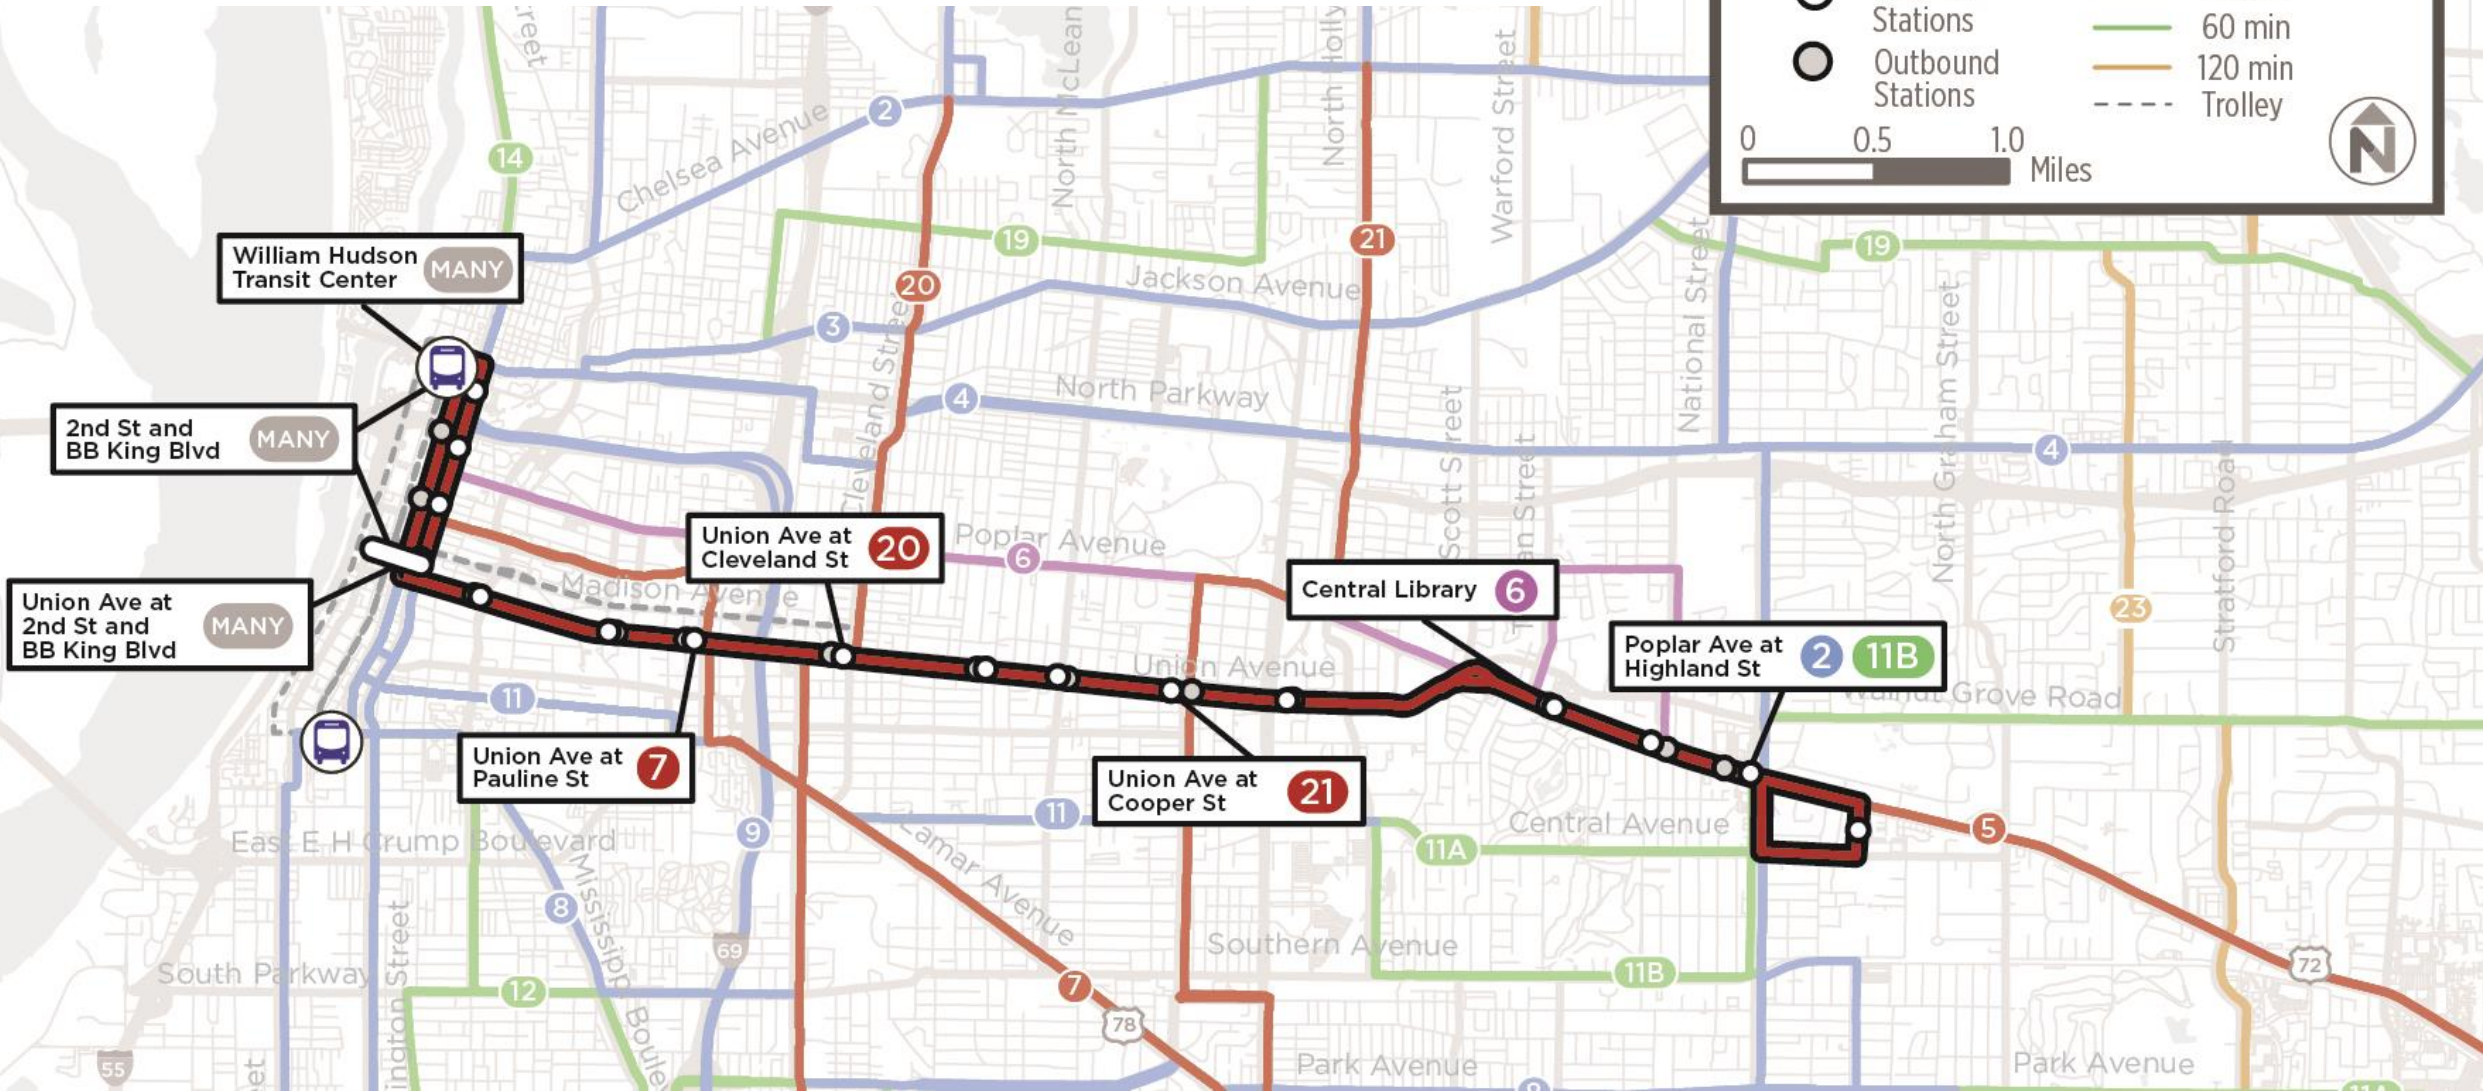 Stations
Outbound
Stations
60 min
120 min
Trolley
0 0.5 1.0
Miles
N
Chelsea Avenue
North McLean
North Holly
Warford Street
2
14
19
21
20
19
William Hudson
Transit Center
MANY
Jackson Avenue
3
National Street
North Graham Street
Cleveland Street
North Parkway
4
4
Scott Street
Stratford Road
2nd St and
BB King Blvd
MANY
Union Ave at
Cleveland St
20
Poplar Avenue
6
Madison Avenue
Central Library
6
23
Union Ave at
2nd St and
BB King Blvd
MANY
Union Avenue
Poplar Ave at
Highland St
2
11B
Walnut Grove Road
11
Union Ave at
Pauline St
7
Union Ave at
Cooper St
21
11
9
East E H Crump Boulevard
Lamar Avenue
Central Avenue
11A
5
8
69
Southern Avenue
11B
72
South Parkway
12
7
78
55
Park Avenue
Park Avenue